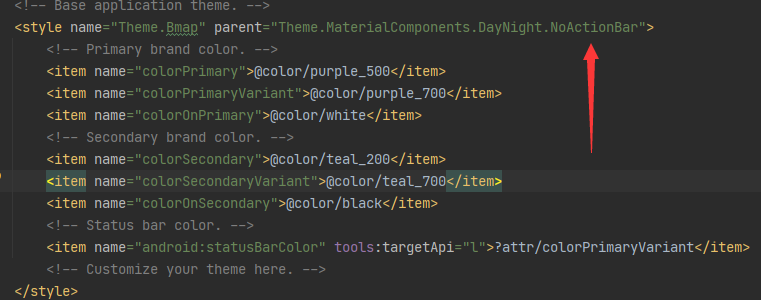 <!-- Base application theme. -->
<style name="Theme.Bmap" parent="Theme.MaterialComponents.DayNight.NoActionBar">
<!-- Primary brand color. -->
<item name="colorPrimary">@color/purple_500</item>
<item name="colorPrimaryVariant">@color/purple_700</item>
<item name="colorOnPrimary">@color/white</item>
<!-- Secondary brand color. -->
<item name="colorSecondary">@color/teal_200</item>
<item name="colorSecondaryVariant">@color/teal_700</item>
<item name="colorOnSecondary">@color/black</item>
<!-- Status bar color. -->
<item name="android:statusBarColor" tools:targetApi="l">?attr/colorPrimaryVariant</item>
<!-- Customize your theme here. -->
</style>